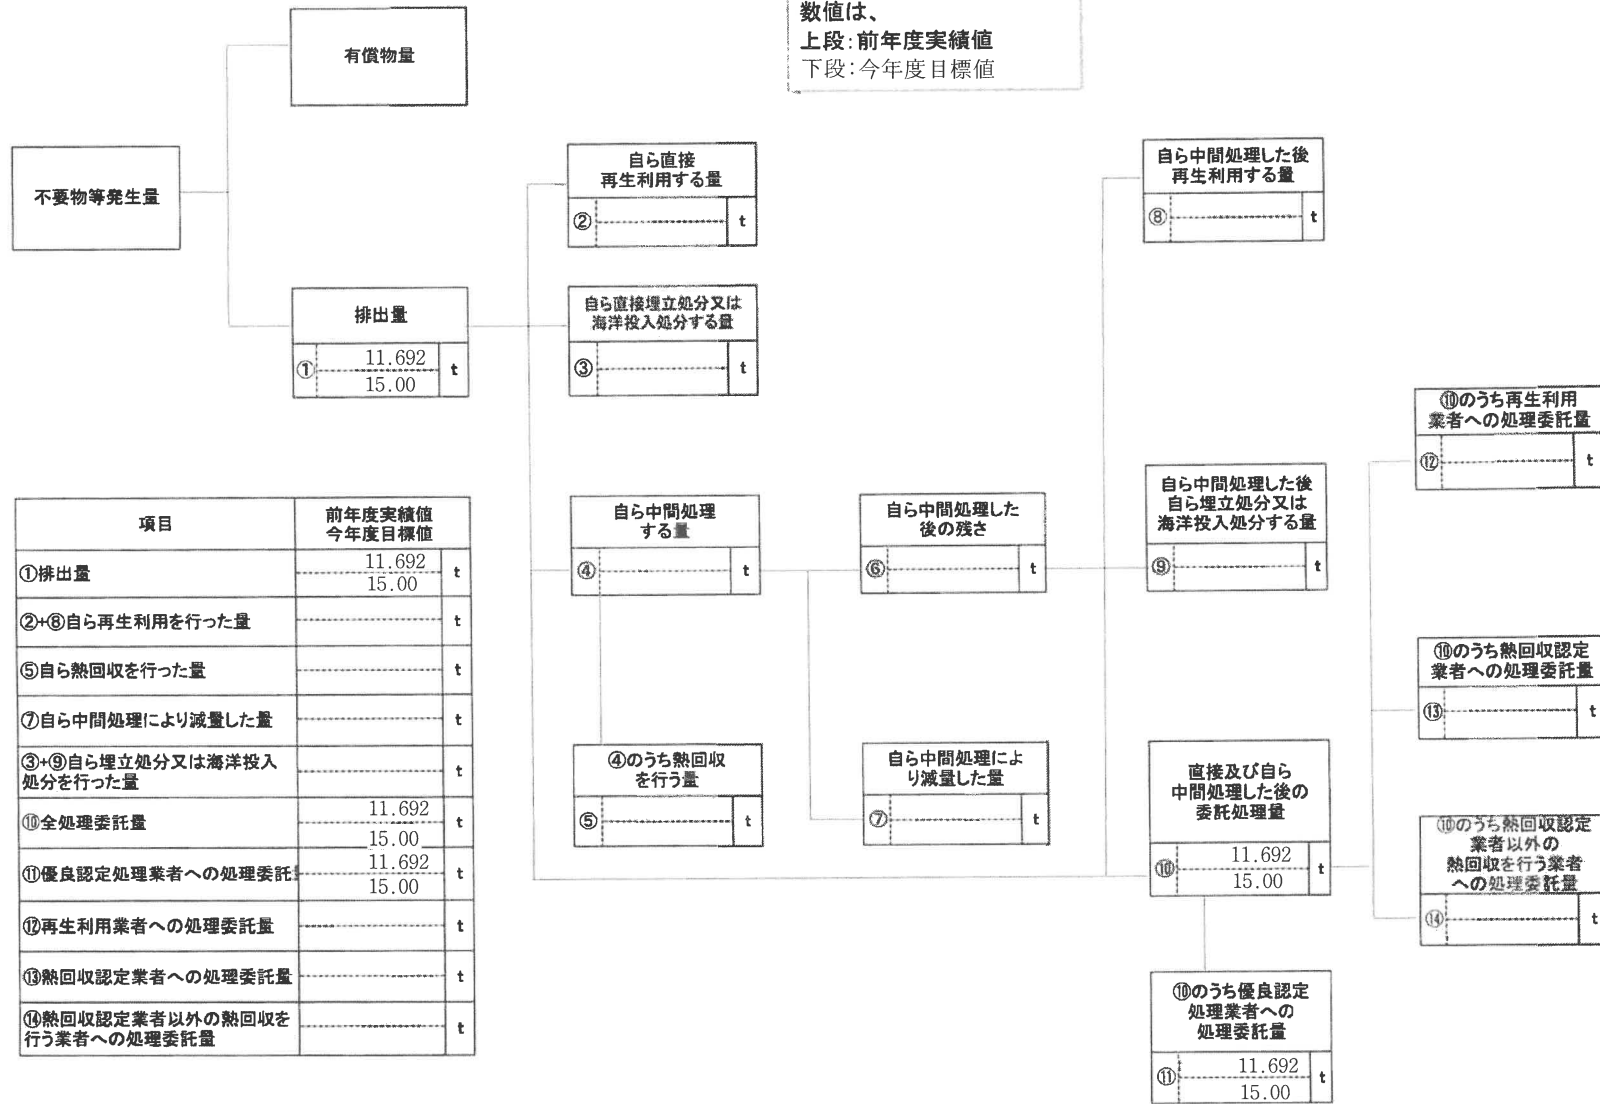 数値は、
上段:前年度実績値
下段:今年度目標値
有償物量
不要物等発生量
排出量
① 11.692 t
15.00
自ら直接
再生利用する量
② t
自ら直接埋立処分又は
海洋投入処分する量
③ t
自ら中間処理
する量
④ t
④のうち熱回収
を行う量
⑤ t
自ら中間処理した
後の残さ
⑥ t
自ら中間処理によ
り減量した量
⑦ t
自ら中間処理した後
再生利用する量
⑧ t
自ら中間処理した後
自ら埋立処分又は
海洋投入処分する量
⑨ t
直接及び自ら
中間処理した後の
委託処理量
⑩ 11.692 t
15.00
⑩のうち優良認定
処理業者への
処理委託量
⑪ 11.692 t
15.00
⑩のうち再生利用
業者への処理委託量
⑫ t
⑩のうち熱回収認定
業者への処理委託量
⑬ t
⑩のうち熱回収認定
業者以外の
熱回収を行う業者
への処理委託量
⑭ t
項目 前年度実績値
今年度目標値
①排出量 11.692 t
15.00
②+⑧自ら再生利用を行った量 t
⑤自ら熱回収を行った量 t
⑦自ら中間処理により減量した量 t
③+⑨自ら埋立処分又は海洋投入
処分を行った量 t
⑩全処理委託量 11.692 t
15.00
⑪優良認定処理業者への処理委託 11.692 t
15.00
⑫再生利用業者への処理委託量 t
⑬熱回収認定業者への処理委託量 t
⑭熱回収認定業者以外の熱回収を
行う業者への処理委託量 t